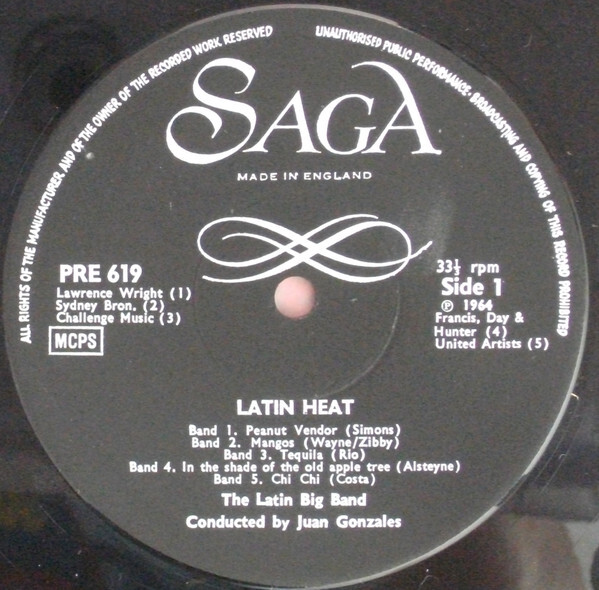 ALL RIGHTS OF THE MANUFACTURER AND OF THE OWNER OF THE RECORDED WORK RESERVED
UNAUTHORISED PUBLIC PERFORMANCE · BROADCASTING AND COPYING OF THIS RECORD PROHIBITED
SAGA
MADE IN ENGLAND
PRE 619
Lawrence Wright (1)
Sydney Bron. (2)
Challenge Music (3)
MCPS
33⅓ rpm
Side 1
℗ 1964
Francis, Day &
Hunter (4)
United Artists (5)
LATIN HEAT
Band 1. Peanut Vendor (Simons)
Band 2. Mangos (Wayne/Zibby)
Band 3. Tequila (Rio)
Band 4. In the shade of the old apple tree (Alsteyne)
Band 5. Chi Chi (Costa)
The Latin Big Band
Conducted by Juan Gonzales